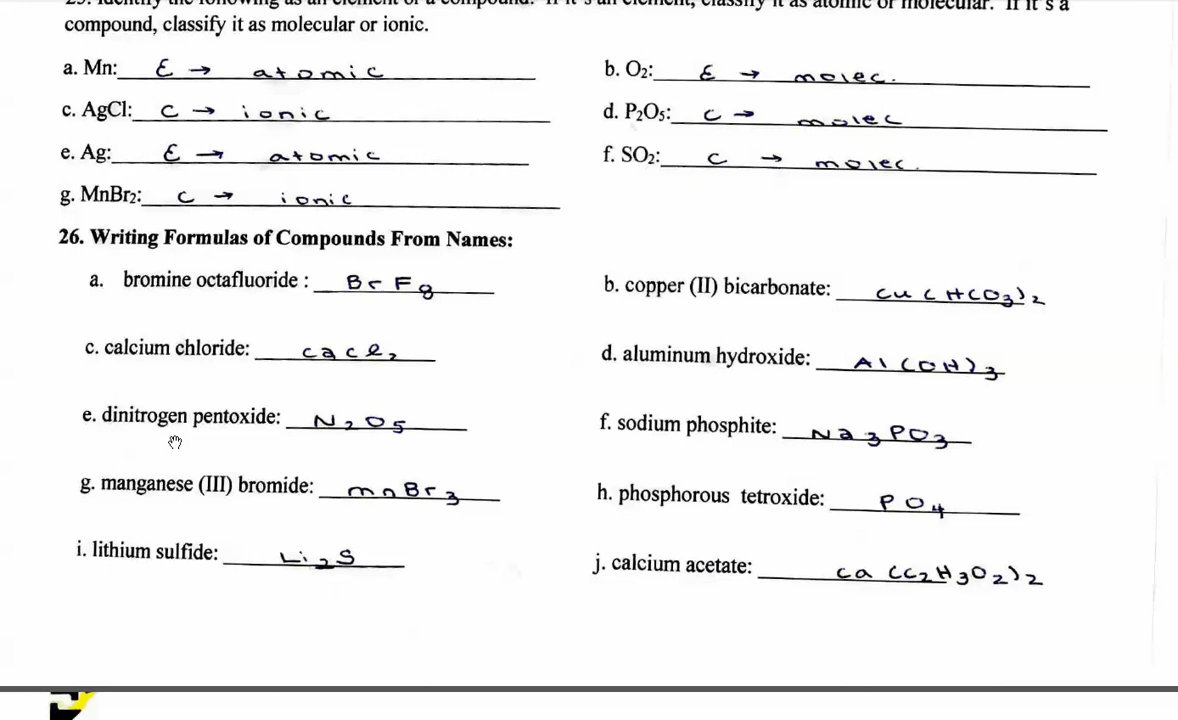 compound, classify it as molecular or ionic.
a. Mn: ε → atomic b. O₂: ε → molec.
c. AgCl: C → ionic d. P₂O₅: C → molec
e. Ag: ε → atomic f. SO₂: C → molec.
g. MnBr₂: C → ionic
26. Writing Formulas of Compounds From Names:
a. bromine octafluoride : BrF₈ b. copper (II) bicarbonate: Cu(HCO₃)₂
c. calcium chloride: CaCl₂ d. aluminum hydroxide: Al(OH)₃
e. dinitrogen pentoxide: N₂O₅ f. sodium phosphite: Na₃PO₃
g. manganese (III) bromide: MnBr₃ h. phosphorous tetroxide: PO₄
i. lithium sulfide: Li₂S j. calcium acetate: Ca(C₂H₃O₂)₂